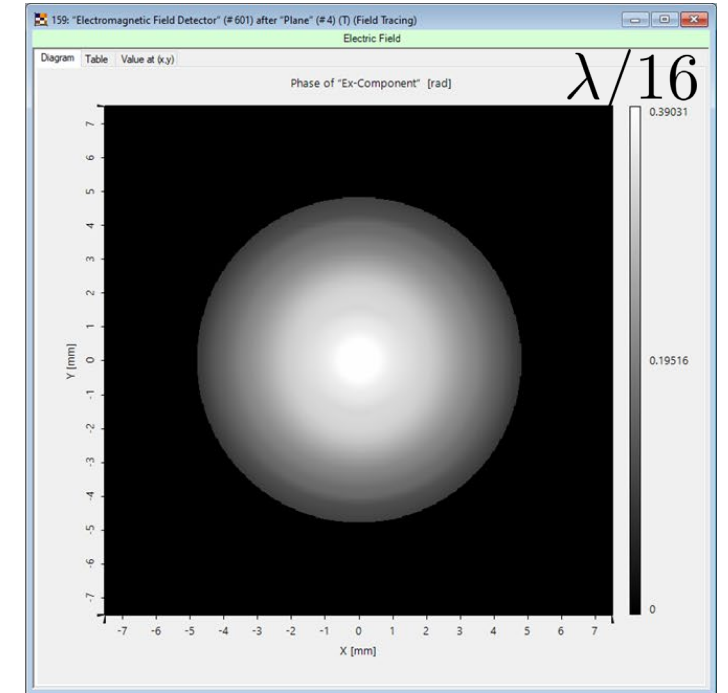 159: "Electromagnetic Field Detector" (# 601) after "Plane" (# 4) (T) (Field Tracing)
Electric Field
Diagram Table Value at (x,y)
λ/16
Phase of "Ex-Component" [rad]
0.39031
0.19516
0
Y [mm]
7
6
5
4
3
2
1
0
-1
-2
-3
-4
-5
-6
-7
-7 -6 -5 -4 -3 -2 -1 0 1 2 3 4 5 6 7
X [mm]